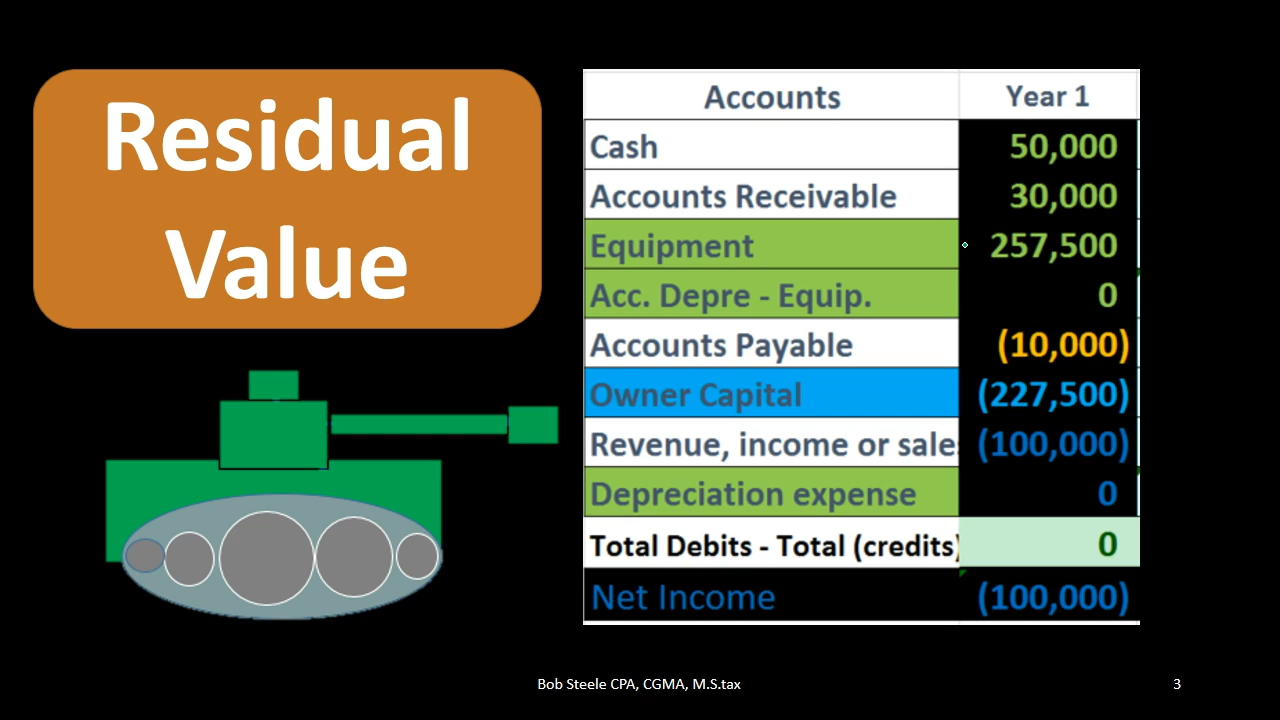 Residual
Value
Accounts Year 1
Cash 50,000
Accounts Receivable 30,000
Equipment 257,500
Acc. Depre - Equip. 0
Accounts Payable (10,000)
Owner Capital (227,500)
Revenue, income or sales (100,000)
Depreciation expense 0
Total Debits - Total (credits) 0
Net Income (100,000)
Bob Steele CPA, CGMA, M.S.tax 3